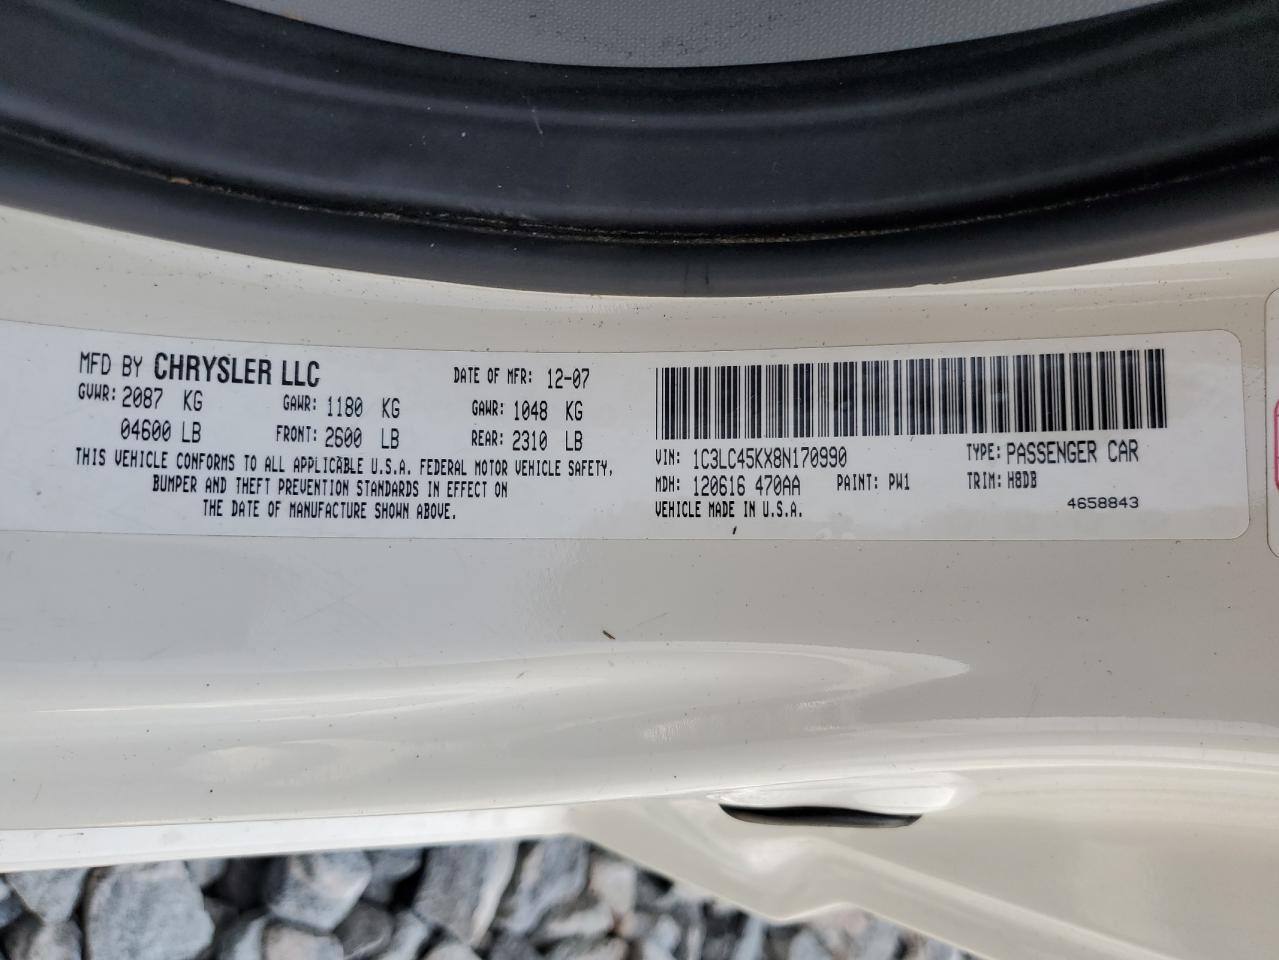 MFD BY CHRYSLER LLC DATE OF MFR: 12-07
GVWR: 2087 KG GAWR: 1180 KG GAWR: 1048 KG
04600 LB FRONT: 2600 LB REAR: 2310 LB
THIS VEHICLE CONFORMS TO ALL APPLICABLE U.S.A. FEDERAL MOTOR VEHICLE SAFETY,
BUMPER AND THEFT PREVENTION STANDARDS IN EFFECT ON
THE DATE OF MANUFACTURE SHOWN ABOVE.
VIN: 1C3LC45KX8N170990 TYPE: PASSENGER CAR
MDH: 120616 470AA PAINT: PW1 TRIM: H8DB
VEHICLE MADE IN U.S.A. 4658843